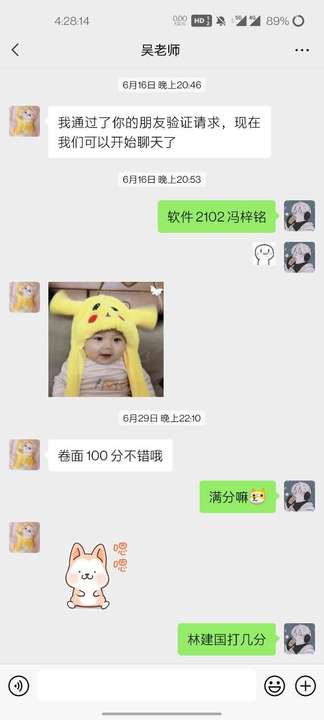 4:28:14
0.00
KB/S
HD
5G
4G
89%
吴老师
6月16日 晚上20:46
我通过了你的朋友验证请求，现在
我们可以开始聊天了
6月16日 晚上20:53
软件 2102 冯梓铭
6月29日 晚上22:10
卷面 100 分不错哦
满分嘛
嗯
嗯
林建国打几分